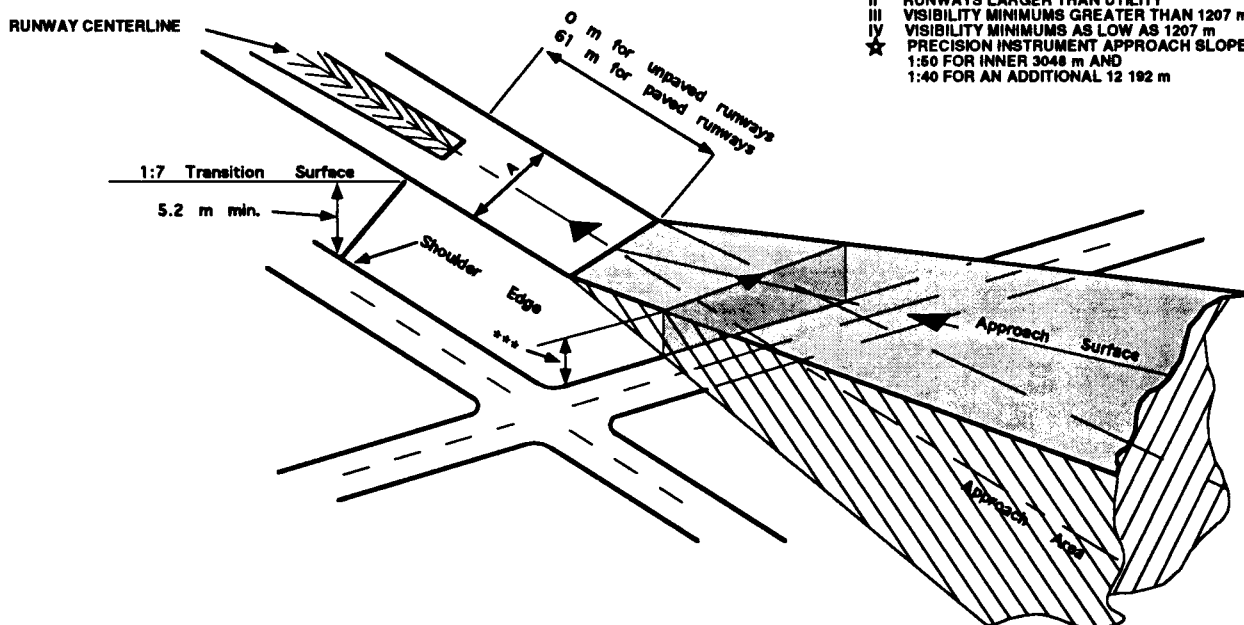 II RUNWAYS LARGER THAN UTILITY
III VISIBILITY MINIMUMS GREATER THAN 1207 m
IV VISIBILITY MINIMUMS AS LOW AS 1207 m
☆ PRECISION INSTRUMENT APPROACH SLOPE
1:50 FOR INNER 3048 m AND
1:40 FOR AN ADDITIONAL 12 192 m
RUNWAY CENTERLINE
0 m for unpaved runways
61 m for paved runways
A
1:7 Transition Surface
5.2 m min.
Shoulder Edge
***
Approach Surface
Approach Area